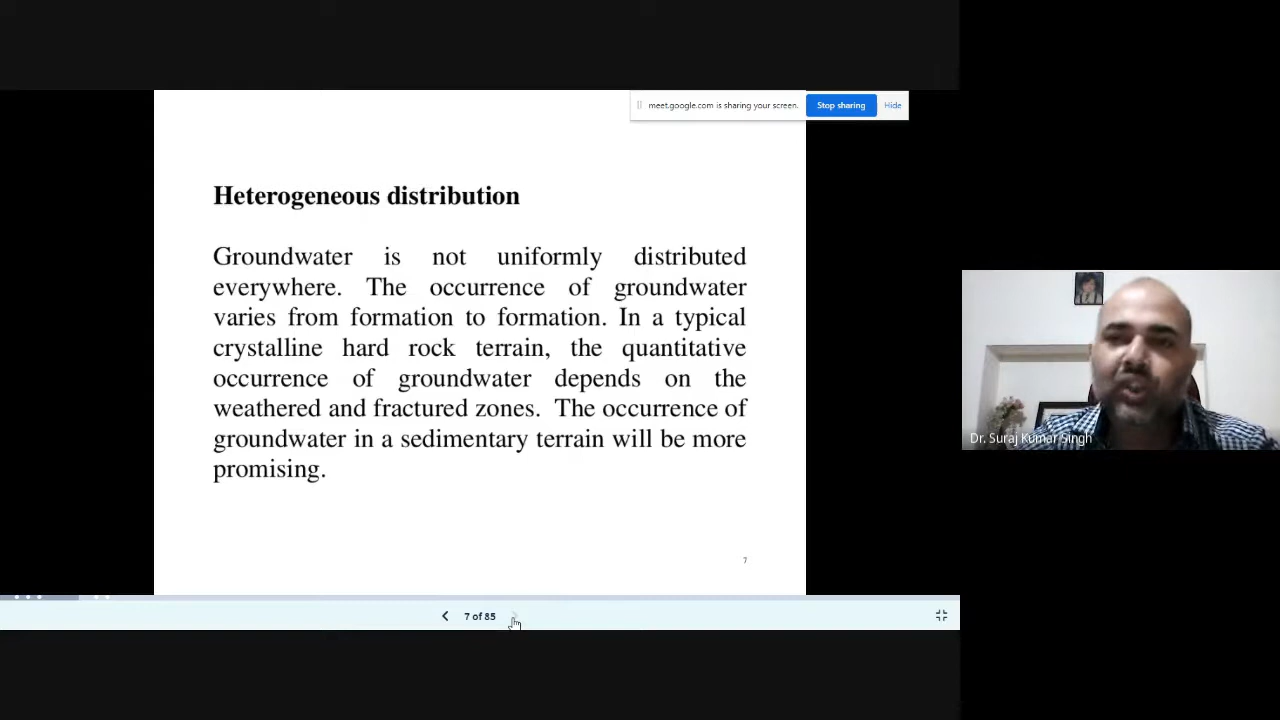 meet.google.com is sharing your screen. Stop sharing Hide
Heterogeneous distribution
Groundwater is not uniformly distributed
everywhere. The occurrence of groundwater
varies from formation to formation. In a typical
crystalline hard rock terrain, the quantitative
occurrence of groundwater depends on the
weathered and fractured zones. The occurrence of
groundwater in a sedimentary terrain will be more
promising.
7
7 of 85
Dr. Suraj Kumar Singh